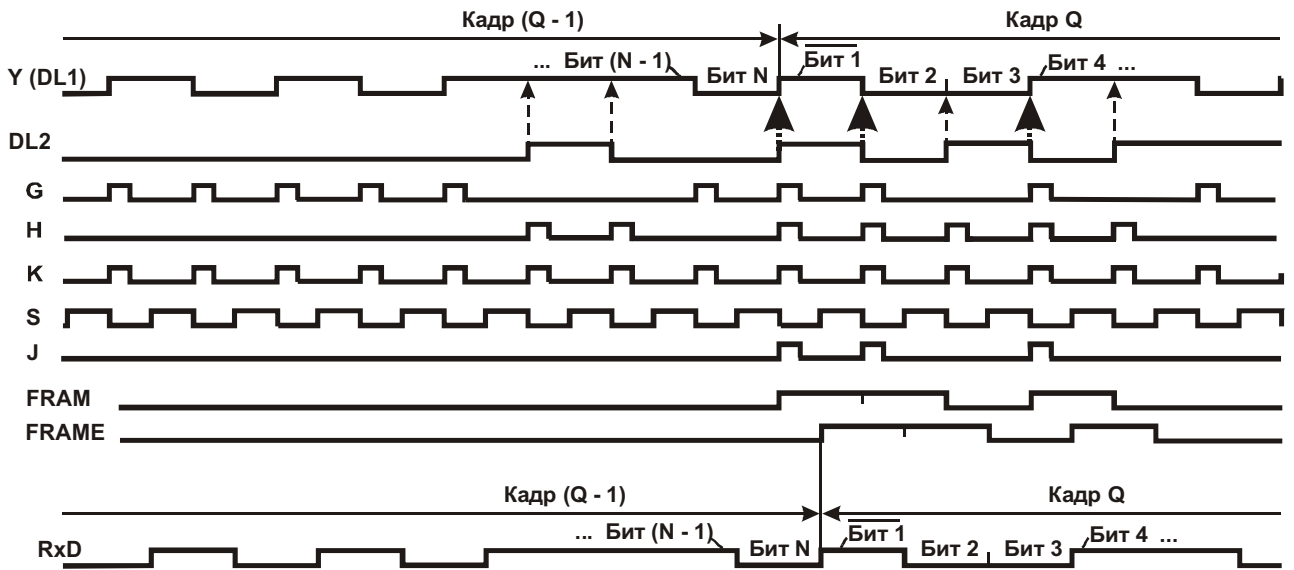 Кадр (Q - 1) Кадр Q
Y (DL1) ... Бит (N - 1) Бит N Бит 1 Бит 2 Бит 3 Бит 4 ...
DL2
G
H
K
S
J
FRAM
FRAME
Кадр (Q - 1) Кадр Q
RxD ... Бит (N - 1) Бит N Бит 1 Бит 2 Бит 3 Бит 4 ...